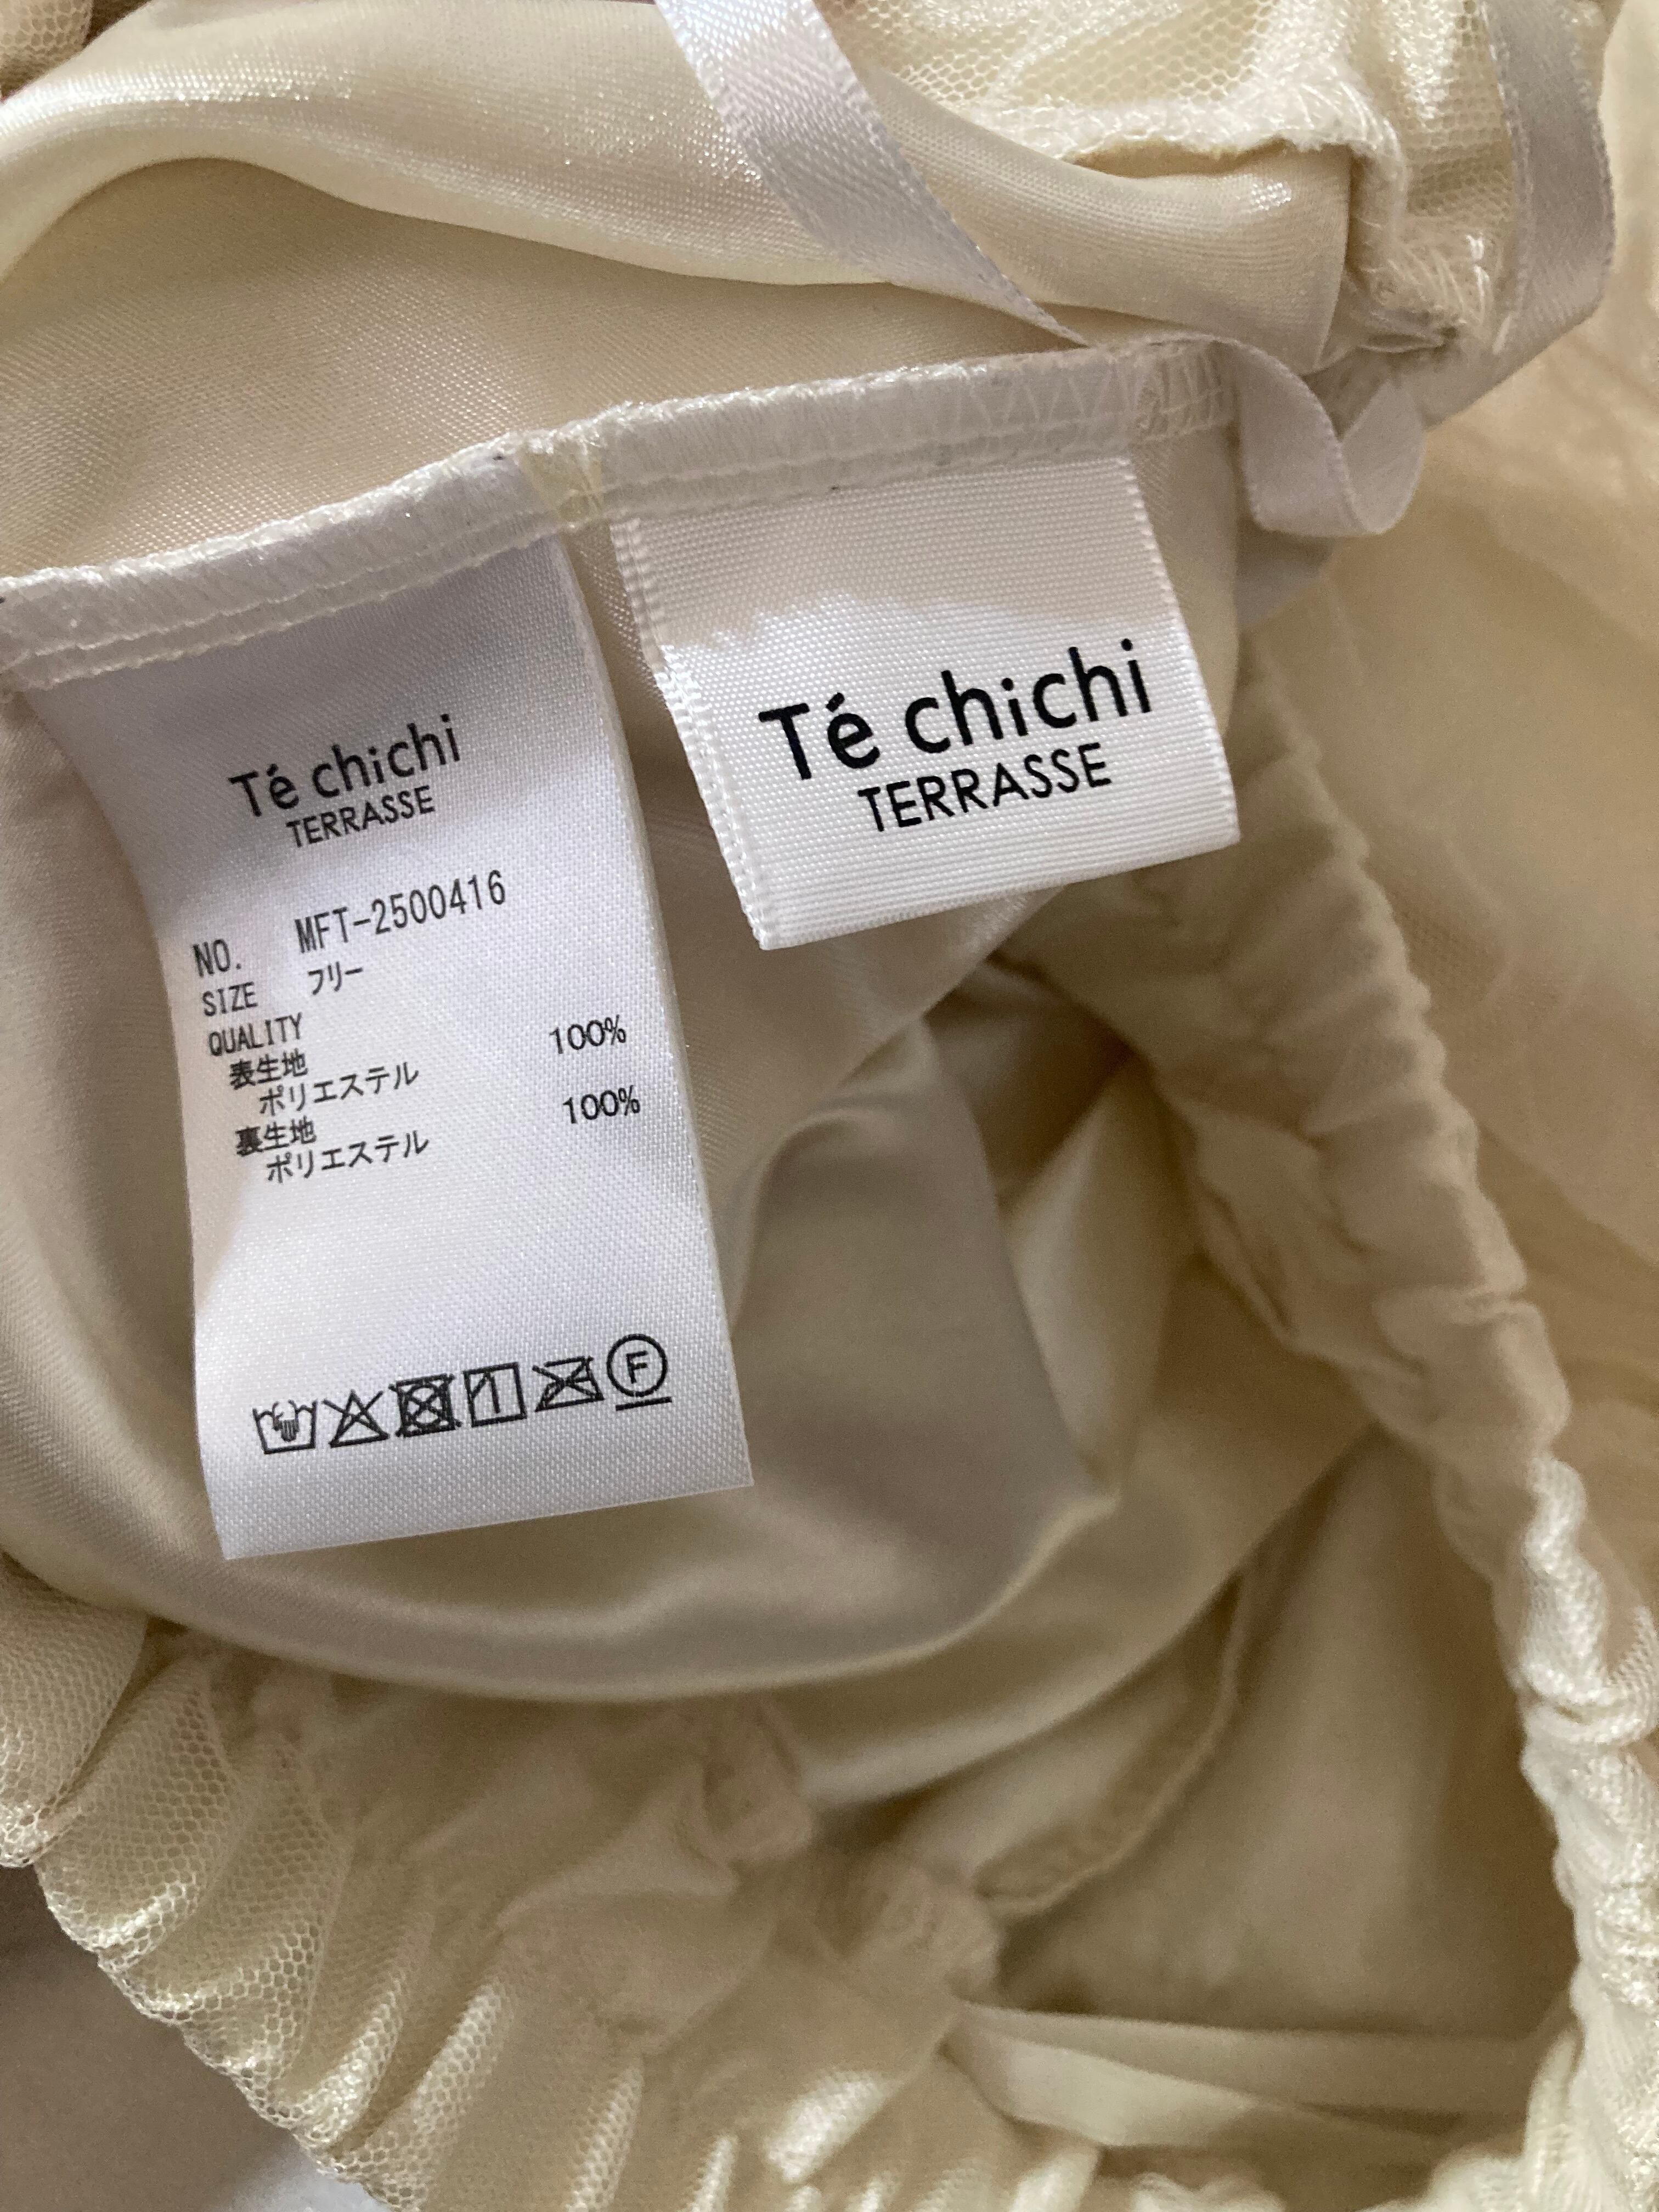 Té chichi
TERRASSE
NO. MFT-2500416
SIZE フリー
QUALITY
表生地
ポリエステル 100%
裏生地
ポリエステル 100%
F
Té chichi
TERRASSE